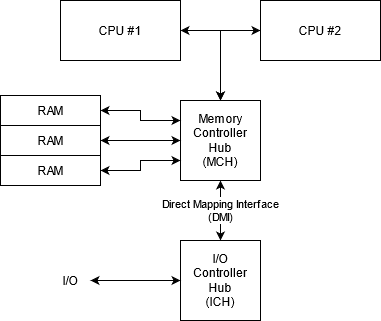 CPU #1
CPU #2
RAM
RAM
RAM
Memory
Controller
Hub
(MCH)
Direct Mapping Interface
(DMI)
I/O
I/O
Controller
Hub
(ICH)